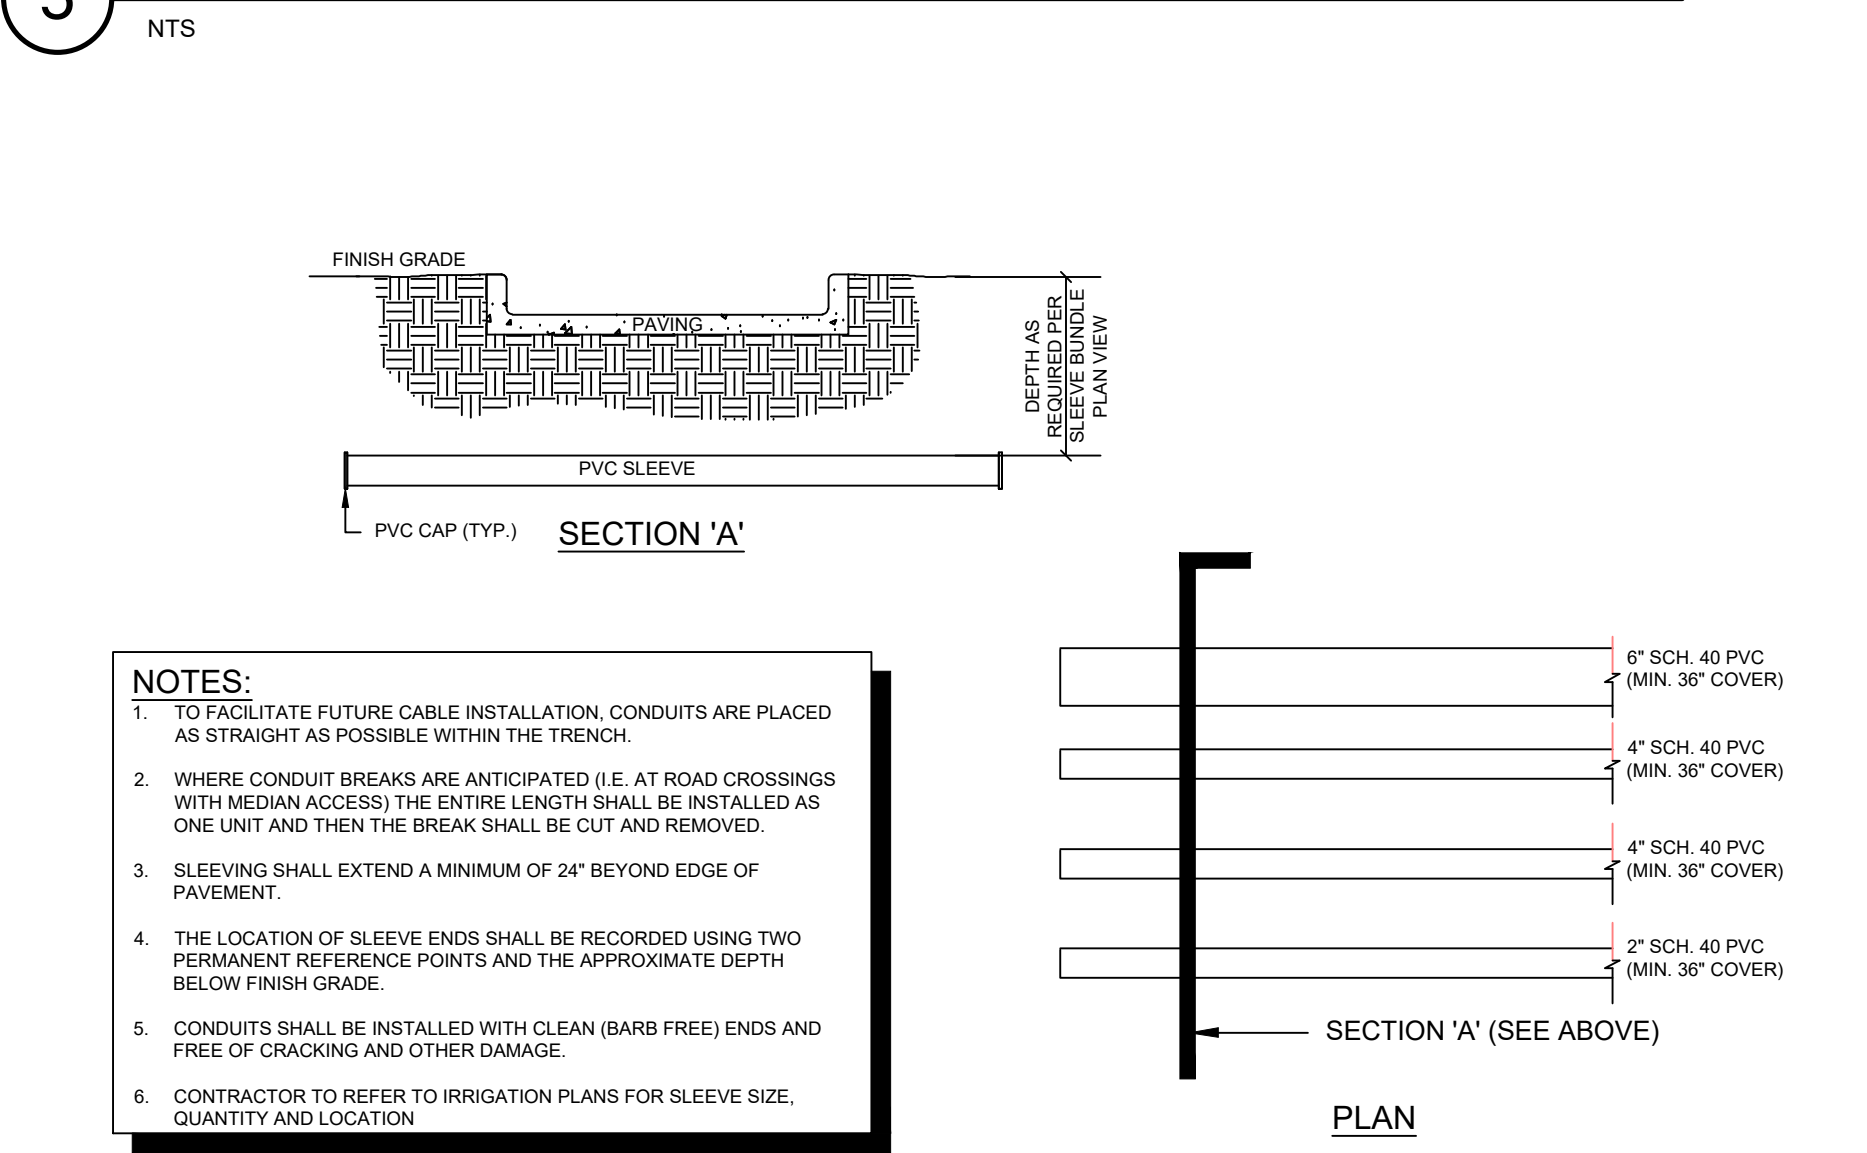 NTS
FINISH GRADE
PAVING
DEPTH AS
REQUIRED PER
SLEEVE BUNDLE
PLAN VIEW
PVC SLEEVE
PVC CAP (TYP.)
SECTION 'A'
NOTES:
1. TO FACILITATE FUTURE CABLE INSTALLATION, CONDUITS ARE PLACED
AS STRAIGHT AS POSSIBLE WITHIN THE TRENCH.
2. WHERE CONDUIT BREAKS ARE ANTICIPATED (I.E. AT ROAD CROSSINGS
WITH MEDIAN ACCESS) THE ENTIRE LENGTH SHALL BE INSTALLED AS
ONE UNIT AND THEN THE BREAK SHALL BE CUT AND REMOVED.
3. SLEEVING SHALL EXTEND A MINIMUM OF 24" BEYOND EDGE OF
PAVEMENT.
4. THE LOCATION OF SLEEVE ENDS SHALL BE RECORDED USING TWO
PERMANENT REFERENCE POINTS AND THE APPROXIMATE DEPTH
BELOW FINISH GRADE.
5. CONDUITS SHALL BE INSTALLED WITH CLEAN (BARB FREE) ENDS AND
FREE OF CRACKING AND OTHER DAMAGE.
6. CONTRACTOR TO REFER TO IRRIGATION PLANS FOR SLEEVE SIZE,
QUANTITY AND LOCATION
6" SCH. 40 PVC
(MIN. 36" COVER)
4" SCH. 40 PVC
(MIN. 36" COVER)
4" SCH. 40 PVC
(MIN. 36" COVER)
2" SCH. 40 PVC
(MIN. 36" COVER)
SECTION 'A' (SEE ABOVE)
PLAN